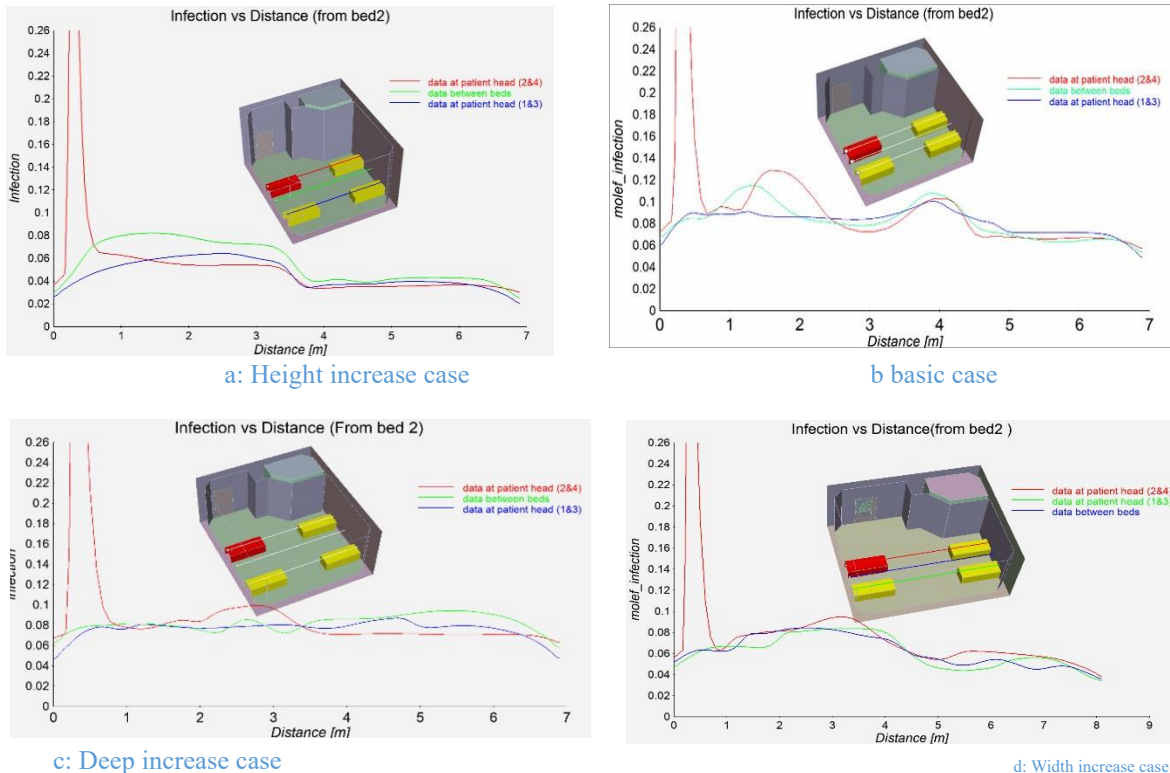 Infection vs Distance (from bed2)
0.26
0.24
0.22
0.2
0.18
0.16
0.14
0.12
0.1
0.08
0.06
0.04
0.02
0
Infection
data at patient head (2&4)
data between beds
data at patient head (1&3)
0 1 2 3 4 5 6 7
Distance [m]
a: Height increase case
Infection vs Distance (from bed2)
0.26
0.24
0.22
0.2
0.18
0.16
0.14
0.12
0.1
0.08
0.06
0.04
0.02
0
molef_infection
data at patient head (2&4)
data between beds
data at patient head (1&3)
0 1 2 3 4 5 6 7
Distance [m]
b basic case
Infection vs Distance (From bed 2)
0.26
0.24
0.22
0.2
0.18
0.16
0.14
0.12
0.1
0.08
0.06
0.04
0.02
0
Infection
data at patient head (2&4)
data between beds
data at patient head (1&3)
0 1 2 3 4 5 6 7
Distance [m]
c: Deep increase case
Infection vs Distance(from bed2 )
0.26
0.24
0.22
0.2
0.18
0.16
0.14
0.12
0.1
0.08
0.06
0.04
0.02
0
molef_infection
data at patient head (2&4)
data at patient head (1&3)
data between beds
0 1 2 3 4 5 6 7 8 9
Distance [m]
d: Width increase case